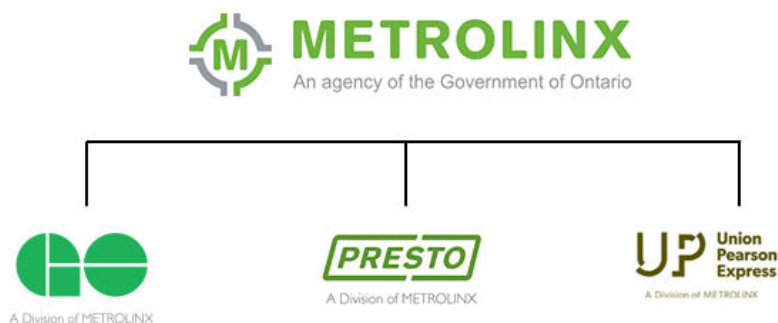 M METROLINX
An agency of the Government of Ontario
GO
A Division of METROLINX
PRESTO
A Division of METROLINX
UP Union
Pearson
Express
A Division of METROLINX